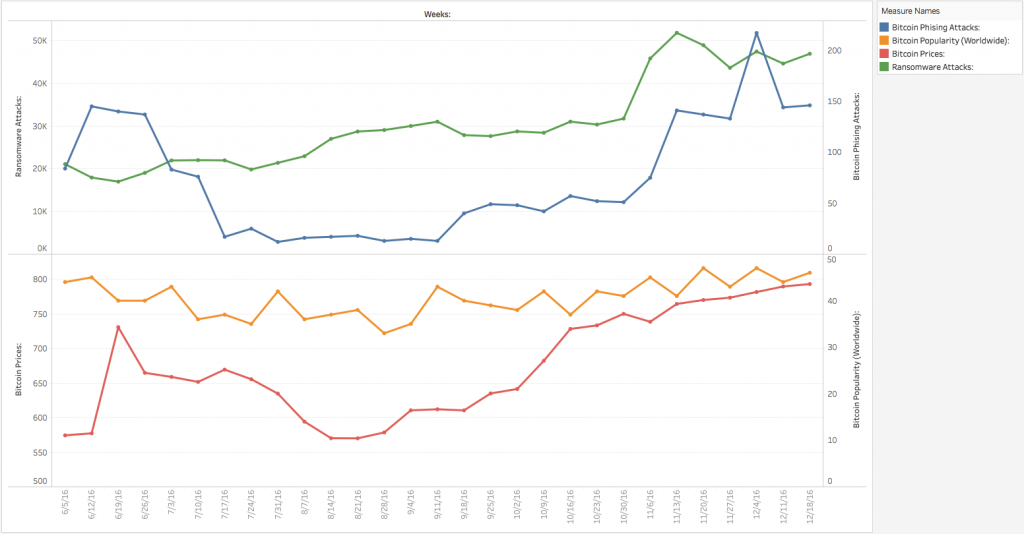 Weeks:
Measure Names
Bitcoin Phising Attacks:
Bitcoin Popularity (Worldwide):
Bitcoin Prices:
Ransomware Attacks:
Ransomware Attacks:
50K
40K
30K
20K
10K
0K
Bitcoin Phising Attacks:
200
150
100
50
0
Bitcoin Prices:
800
750
700
650
600
550
500
Bitcoin Popularity (Worldwide):
50
40
30
20
10
0
6/5/16
6/12/16
6/19/16
6/26/16
7/3/16
7/10/16
7/17/16
7/24/16
7/31/16
8/7/16
8/14/16
8/21/16
8/28/16
9/4/16
9/11/16
9/18/16
9/25/16
10/2/16
10/9/16
10/16/16
10/23/16
10/30/16
11/6/16
11/13/16
11/20/16
11/27/16
12/4/16
12/11/16
12/18/16